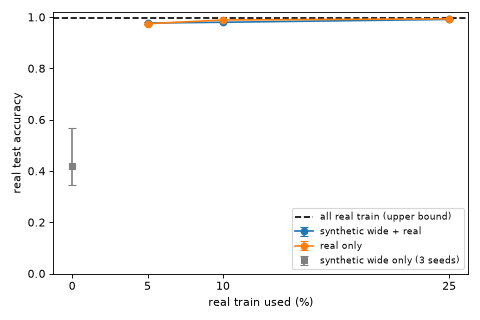 1.0
0.8
0.6
0.4
0.2
0.0
real test accuracy
all real train (upper bound)
synthetic wide + real
real only
synthetic wide only (3 seeds)
0 5 10 25
real train used (%)